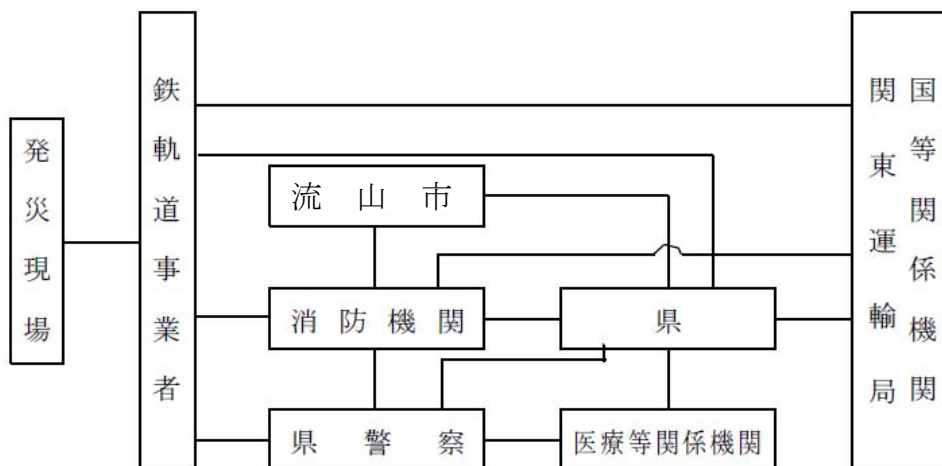 発災現場
鉄軌道事業者
流山市
消防機関
県
県警察
医療等関係機関
国等関係機関
関東運輸局